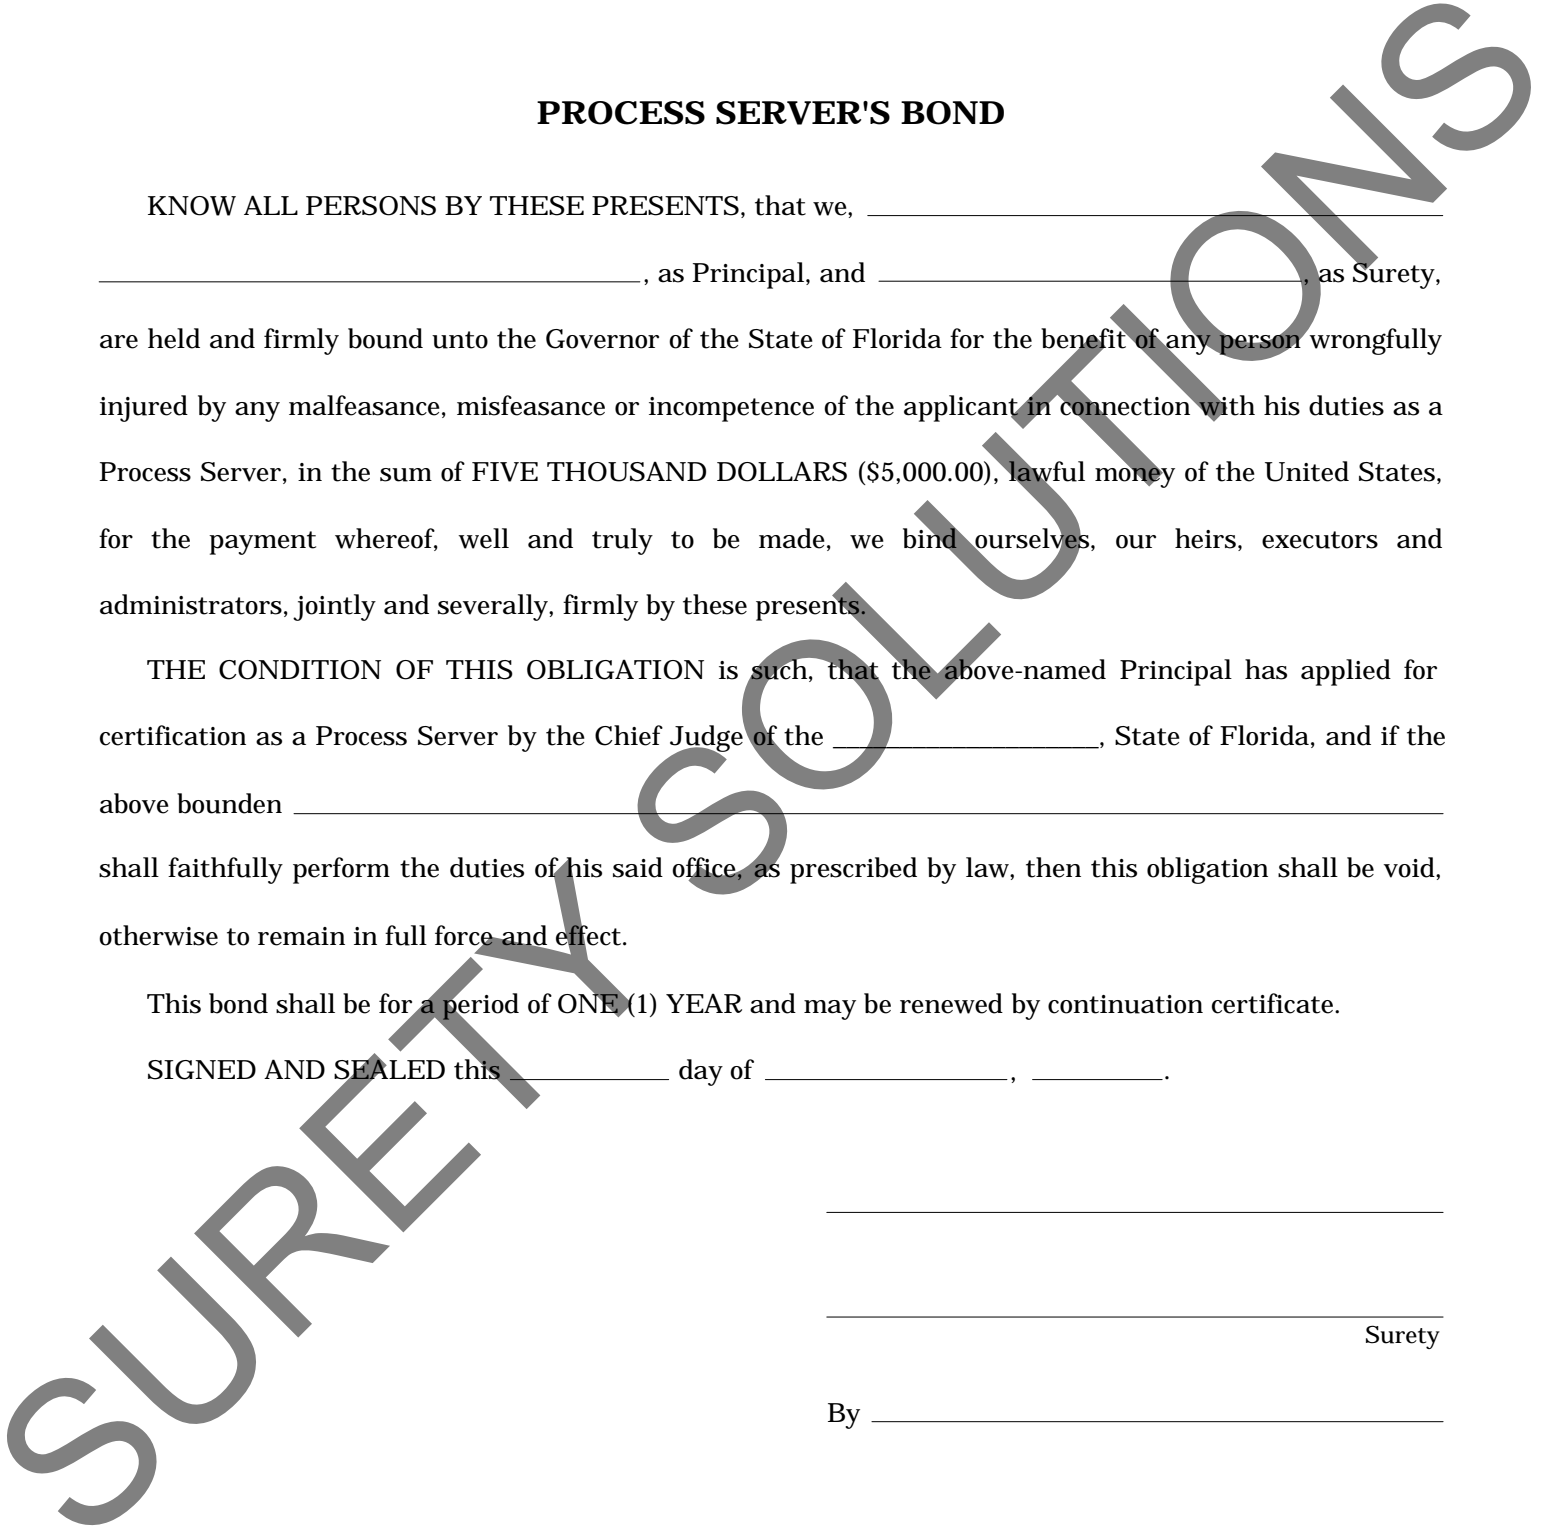 PROCESS SERVER'S BOND
KNOW ALL PERSONS BY THESE PRESENTS, that we, ____________________
____________________, as Principal, and ____________________, as Surety,
are held and firmly bound unto the Governor of the State of Florida for the benefit of any person wrongfully
injured by any malfeasance, misfeasance or incompetence of the applicant in connection with his duties as a
Process Server, in the sum of FIVE THOUSAND DOLLARS ($5,000.00), lawful money of the United States,
for the payment whereof, well and truly to be made, we bind ourselves, our heirs, executors and
administrators, jointly and severally, firmly by these presents.
THE CONDITION OF THIS OBLIGATION is such, that the above-named Principal has applied for
certification as a Process Server by the Chief Judge of the ____________________, State of Florida, and if the
above bounden ____________________
shall faithfully perform the duties of his said office, as prescribed by law, then this obligation shall be void,
otherwise to remain in full force and effect.
This bond shall be for a period of ONE (1) YEAR and may be renewed by continuation certificate.
SIGNED AND SEALED this __________ day of ____________________, __________.
Surety
By ____________________
SURETY SOLUTIONS